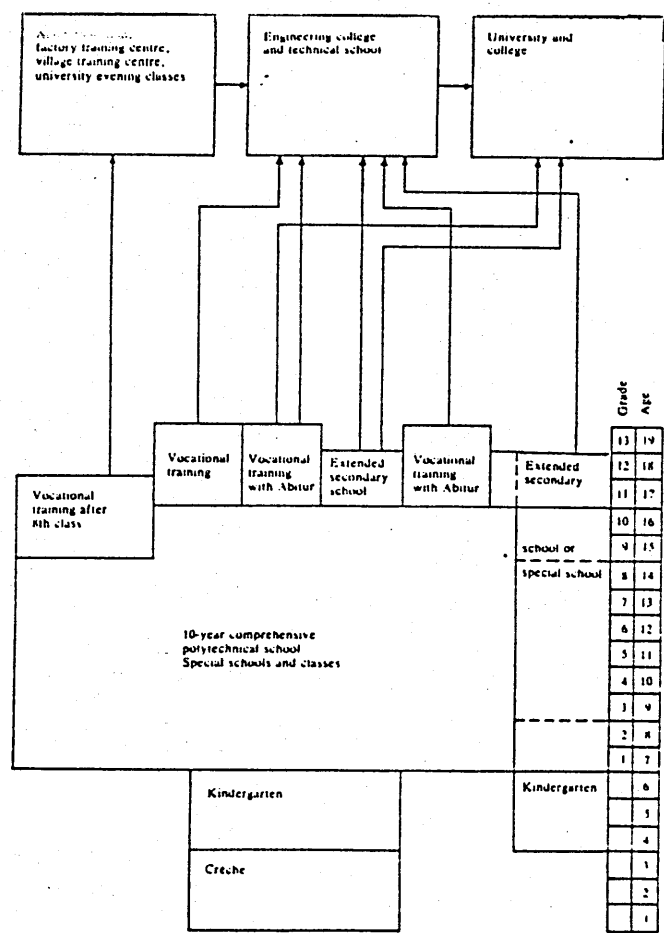 factory training centre,
village training centre,
university evening classes
Engineering college
and technical school
University and
college
Vocational
training
Vocational
training
with Abitur
Extended
secondary
school
Vocational
training
with Abitur
Extended
secondary
Vocational
training after
8th class
school or
special school
10-year comprehensive
polytechnical school
Special schools and classes
Kindergarten
Creche
Kindergarten
Grade Age
13 19
12 18
11 17
10 16
9 15
8 14
7 13
6 12
5 11
4 10
3 9
2 8
1 7
6
5
4
3
2
1